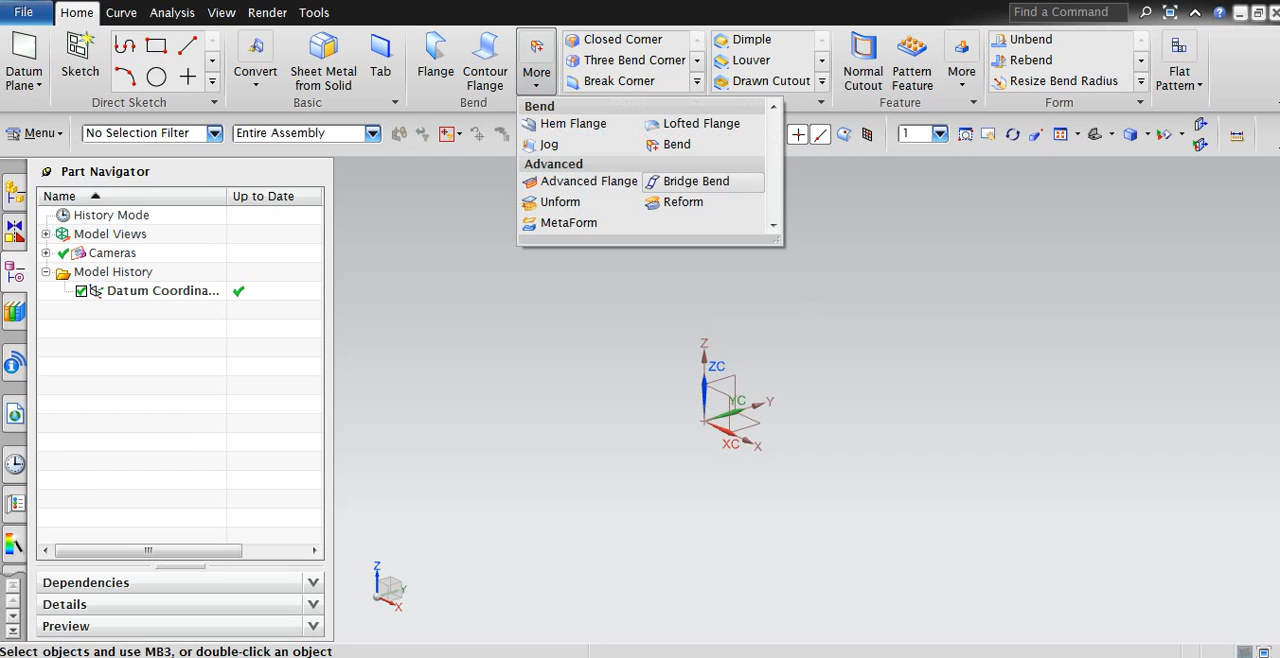 File Home Curve Analysis View Render Tools Find a Command
Datum Plane Sketch Direct Sketch
Convert Sheet Metal from Solid Tab Basic
Flange Contour Flange More Bend
Closed Corner
Three Bend Corner
Break Corner
Dimple
Louver
Drawn Cutout
Normal Cutout Pattern Feature More Feature
Unbend
Rebend
Resize Bend Radius
Form
Flat Pattern
Menu No Selection Filter Entire Assembly 1
Bend
Hem Flange Lofted Flange
Jog Bend
Advanced
Advanced Flange Bridge Bend
Unform Reform
MetaForm
Part Navigator
Name Up to Date
History Mode
Model Views
Cameras
Model History
Datum Coordina...
Z
ZC
YC Y
XC X
Z
Y
X
Dependencies
Details
Preview
Select objects and use MB3, or double-click an object